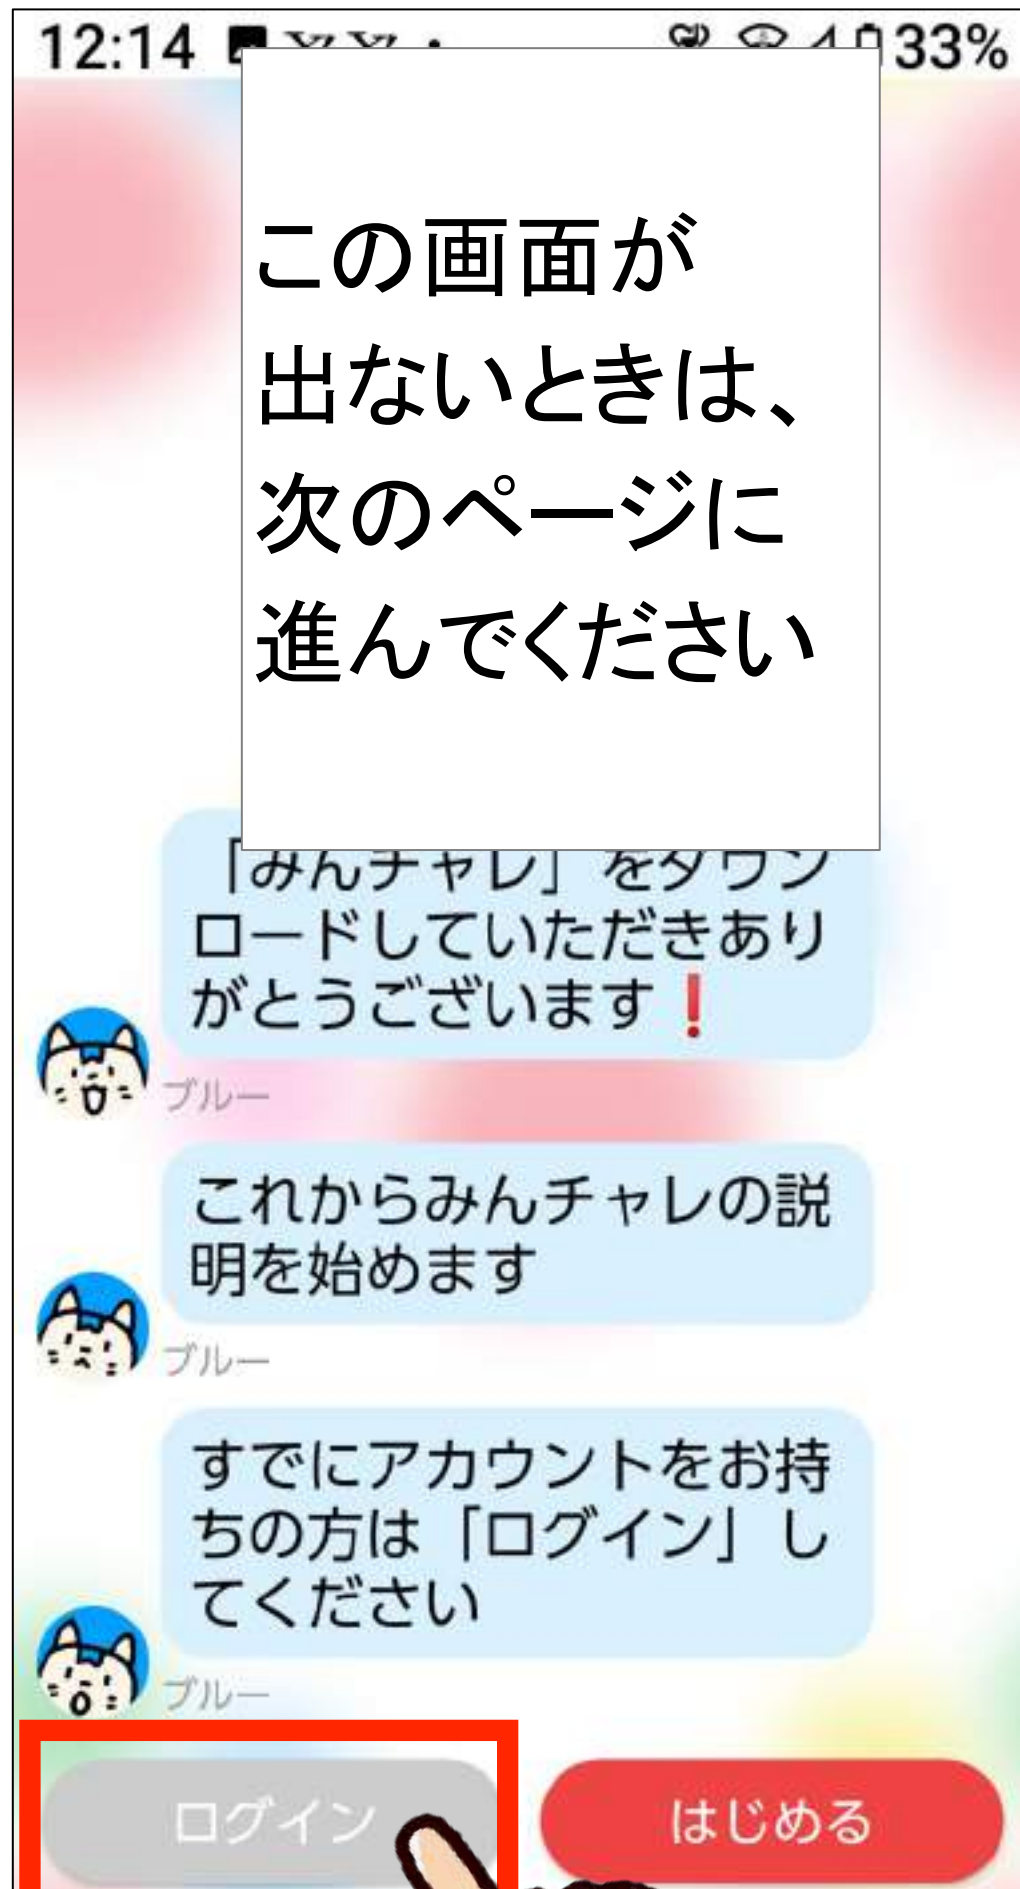 12:14
33%
この画面が
出ないときは、
次のページに
進んでください
「みんチャレ」をダウン
ロードしていただきあり
がとうございます❗
ブルー
これからみんチャレの説
明を始めます
ブルー
すでにアカウントをお持
ちの方は「ログイン」し
てください
ブルー
ログイン
はじめる